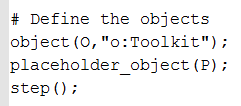 # Define the objects
object(O,"o:Toolkit");
placeholder_object(P);
step();